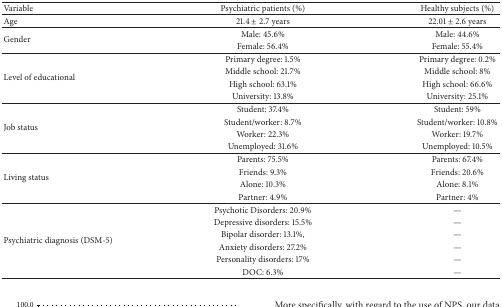 Variable Psychiatric patients (%) Healthy subjects (%)
Age 21.4 ± 2.7 years 22.01 ± 2.6 years
Gender Male: 45.6% Male: 44.6%
Female: 56.4% Female: 55.4%
Level of educational Primary degree: 1.5% Primary degree: 0.2%
Middle school: 21.7% Middle school: 8%
High school: 63.1% High school: 66.6%
University: 13.8% University: 25.1%
Job status Student: 37.4% Student: 59%
Student/worker: 8.7% Student/worker: 10.8%
Worker: 22.3% Worker: 19.7%
Unemployed: 31.6% Unemployed: 10.5%
Living status Parents: 75.5% Parents: 67.4%
Friends: 9.3% Friends: 20.6%
Alone: 10.3% Alone: 8.1%
Partner: 4.9% Partner: 4%
Psychiatric diagnosis (DSM-5) Psychotic Disorders: 20.9% —
Depressive disorders: 15.5% —
Bipolar disorder: 13.1%, —
Anxiety disorders: 27.2% —
Personality disorders: 17% —
DOC: 6.3% —
100.0
More specifically, with regard to the use of NPS, our data